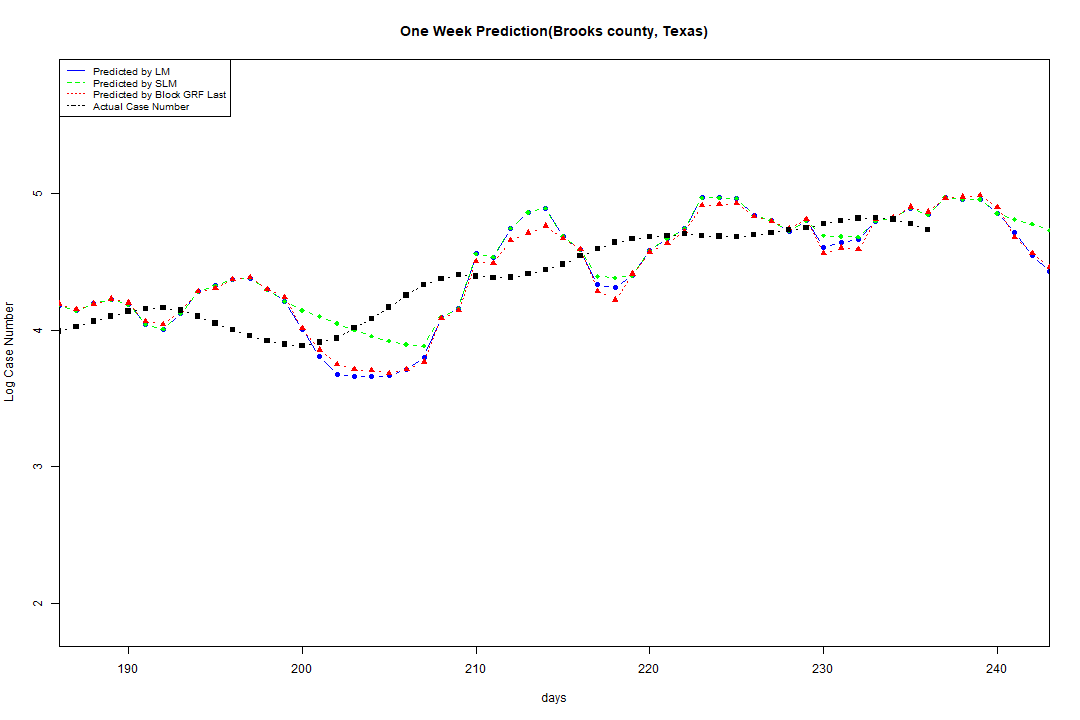 One Week Prediction(Brooks county, Texas)
Predicted by LM
Predicted by SLM
Predicted by Block GRF Last
Actual Case Number
Log Case Number
5
4
3
2
190 200 210 220 230 240
days